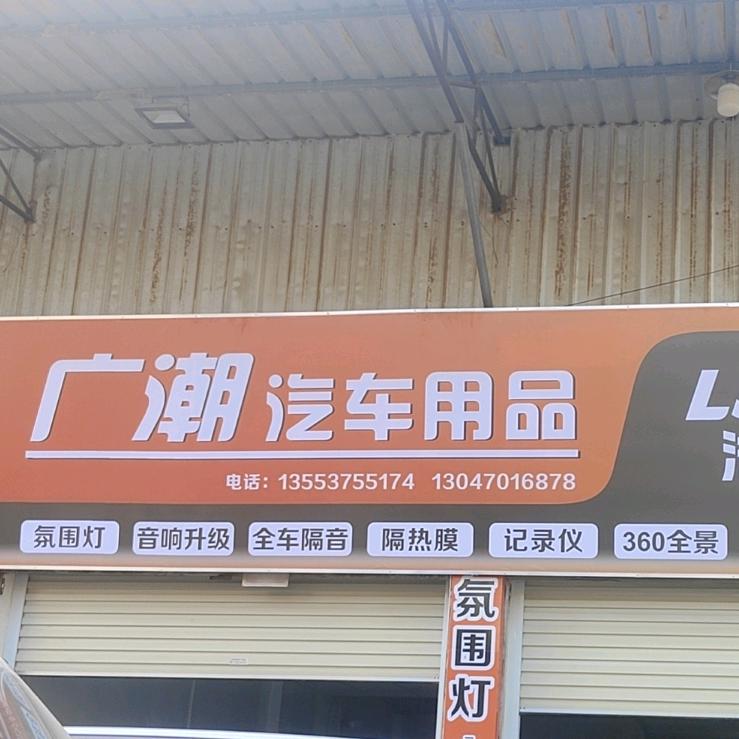 广潮 汽车用品
电话：13553755174 13047016878
氛围灯 音响升级 全车隔音 隔热膜 记录仪 360全景
氛围灯